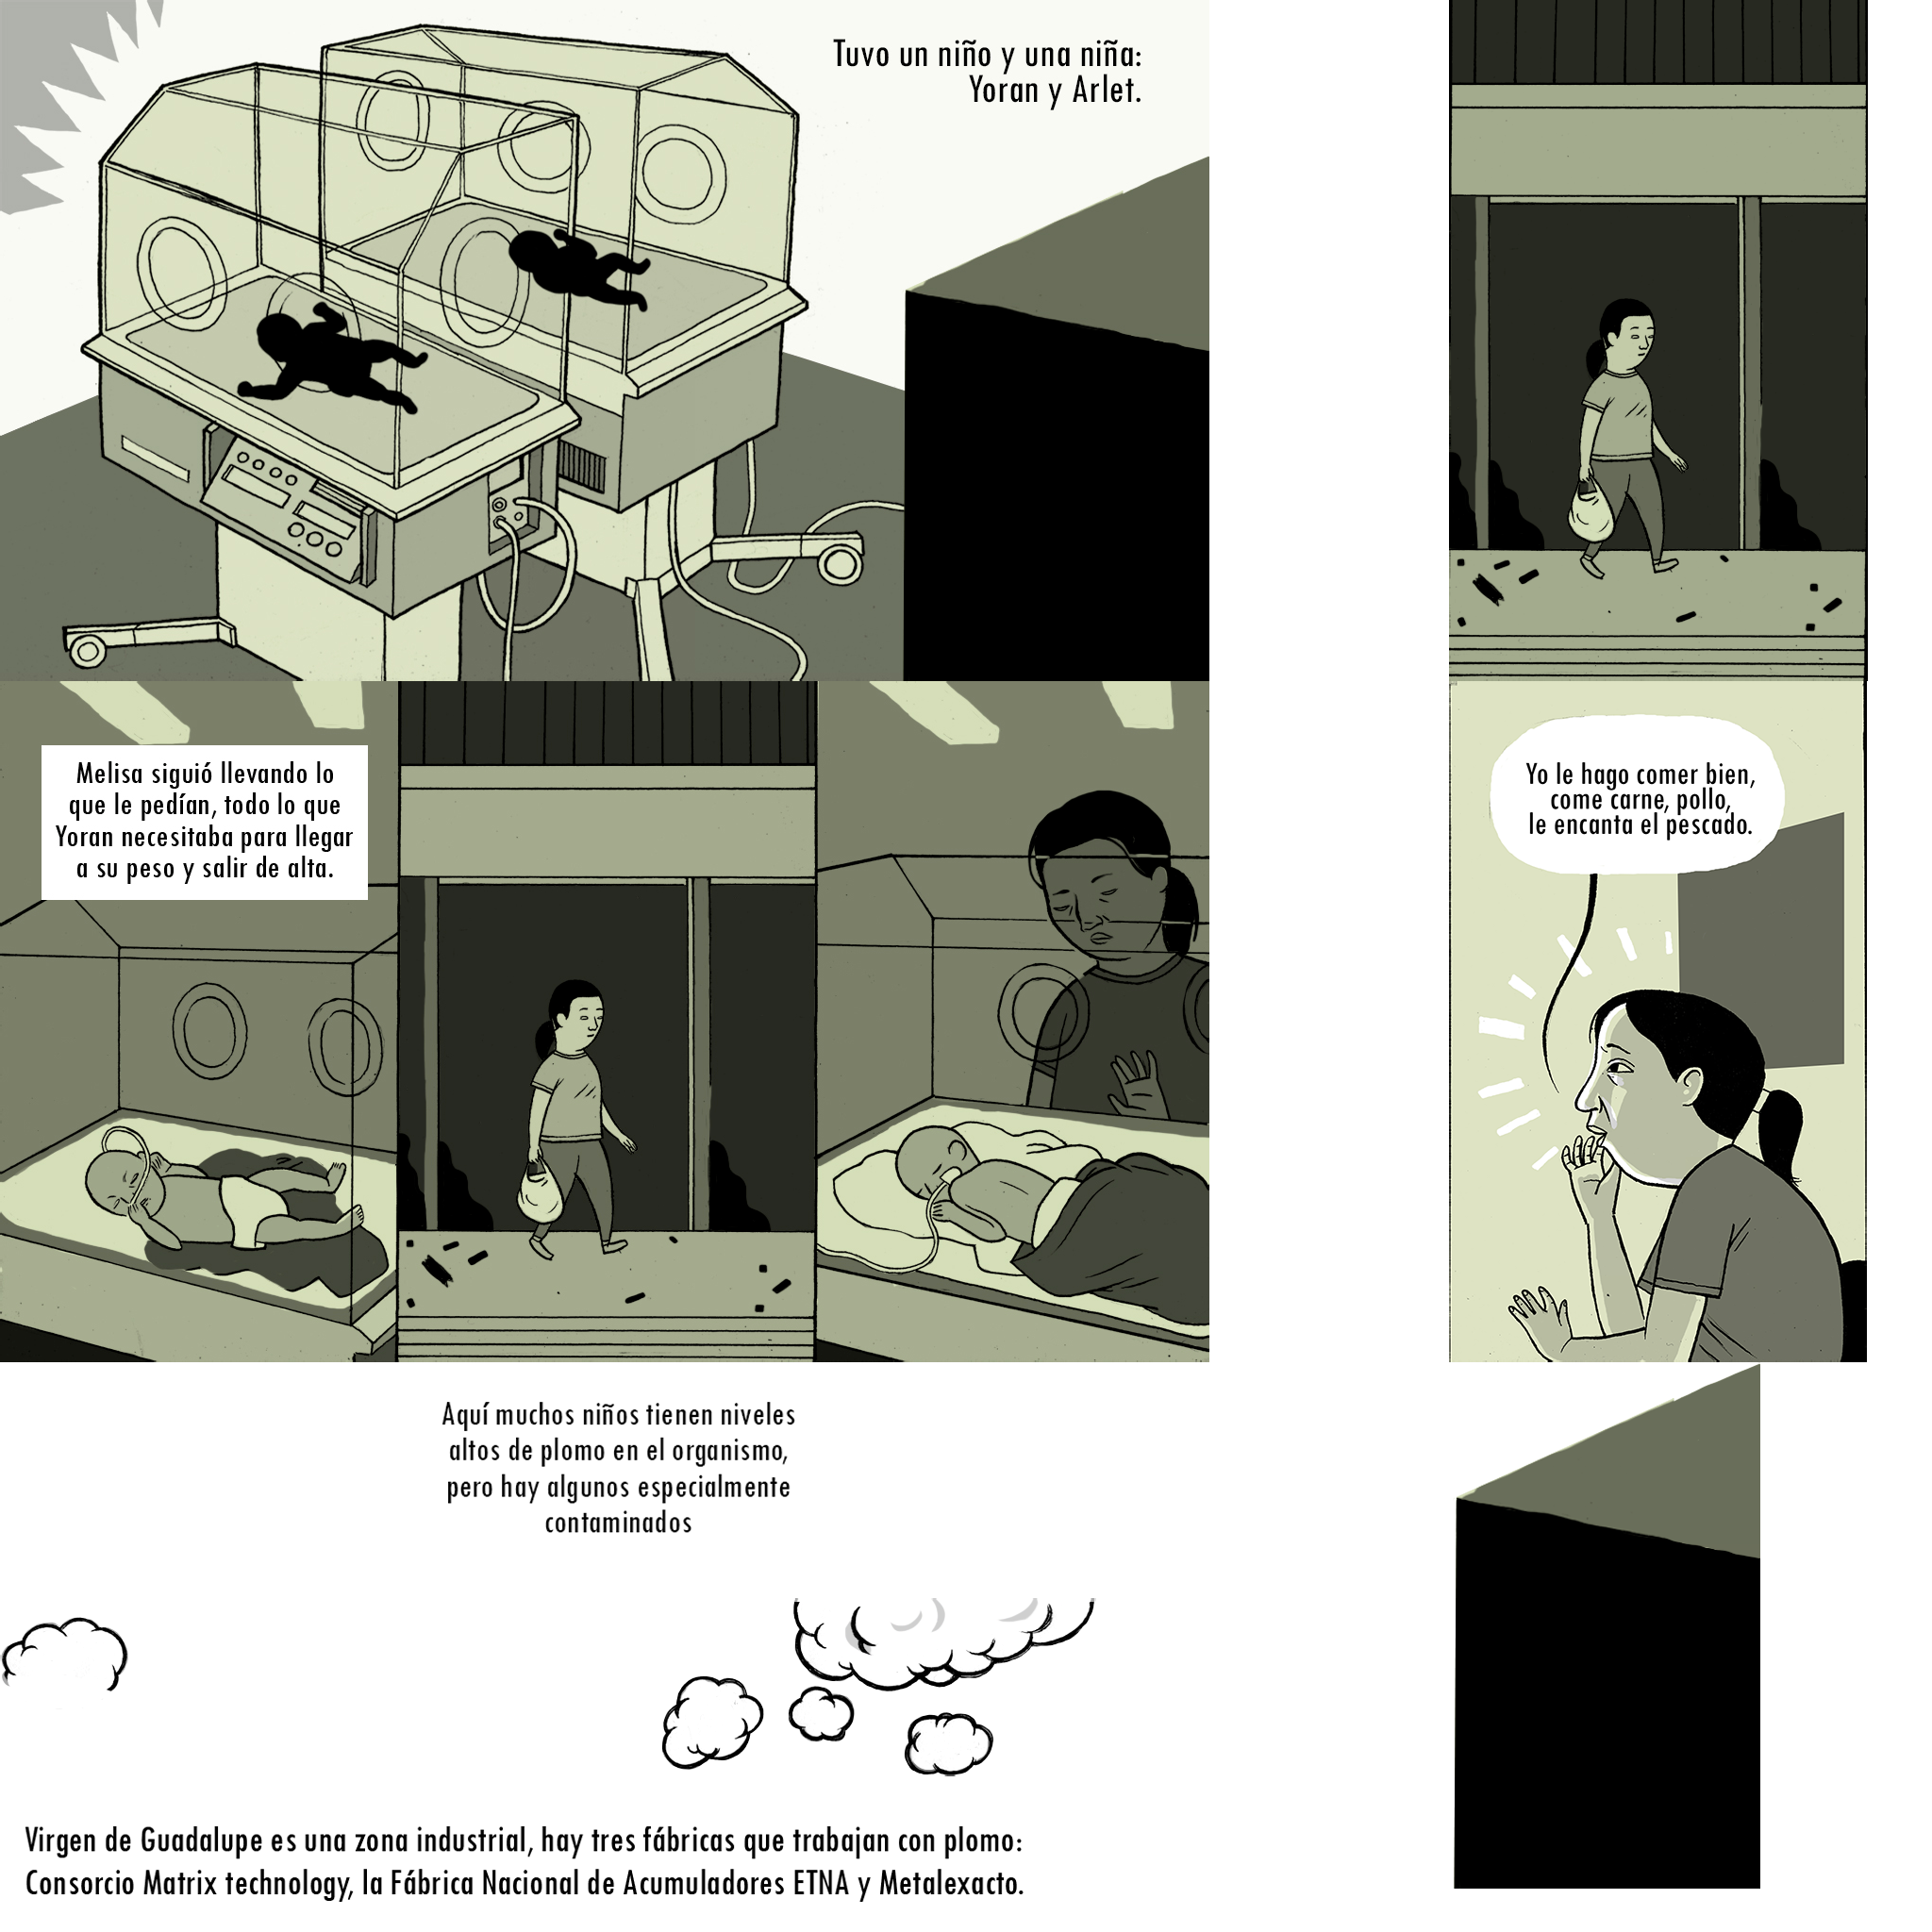 Tuvo un niño y una niña:
Yoran y Arlet.
Melisa siguió llevando lo
que le pedían, todo lo que
Yoran necesitaba para llegar
a su peso y salir de alta.
Yo le hago comer bien,
come carne, pollo,
le encanta el pescado.
Aquí muchos niños tienen niveles
altos de plomo en el organismo,
pero hay algunos especialmente
contaminados
Virgen de Guadalupe es una zona industrial, hay tres fábricas que trabajan con plomo:
Consorcio Matrix technology, la Fábrica Nacional de Acumuladores ETNA y Metalexacto.